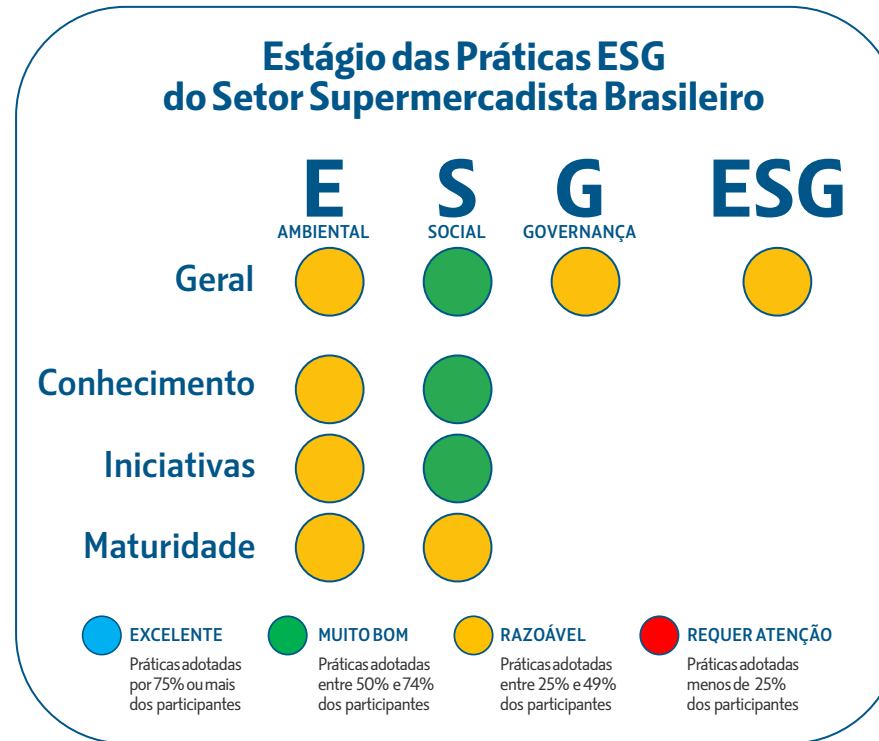 Estágio das Práticas ESG
do Setor Supermercadista Brasileiro
E S G ESG
AMBIENTAL SOCIAL GOVERNANÇA
Geral
Conhecimento
Iniciativas
Maturidade
EXCELENTE
Práticas adotadas
por 75% ou mais
dos participantes
MUITO BOM
Práticas adotadas
entre 50% e 74%
dos participantes
RAZOÁVEL
Práticas adotadas
entre 25% e 49%
dos participantes
REQUER ATENÇÃO
Práticas adotadas
menos de 25%
dos participantes